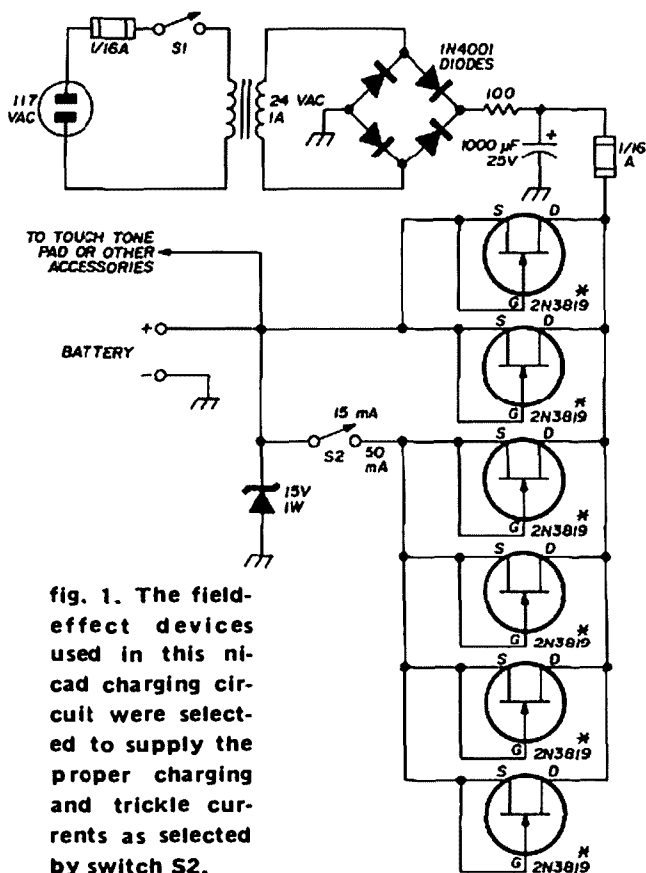 1/16A
S1
117
VAC
24 VAC
1A
1N4001
DIODES
100
1000 µF
25V
+
1/16
A
TO TOUCH TONE
PAD OR OTHER
ACCESSORIES
S D
G 2N3819 *
+
BATTERY
-
S D
G 2N3819 *
15 mA
S2
50
mA
S D
G 2N3819 *
15V
1W
S D
G 2N3819 *
S D
G 2N3819 *
S D
G 2N3819 *
fig. 1. The field-
effect devices
used in this ni-
cad charging cir-
cuit were select-
ed to supply the
proper charging
and trickle cur-
rents as selected
by switch S2.